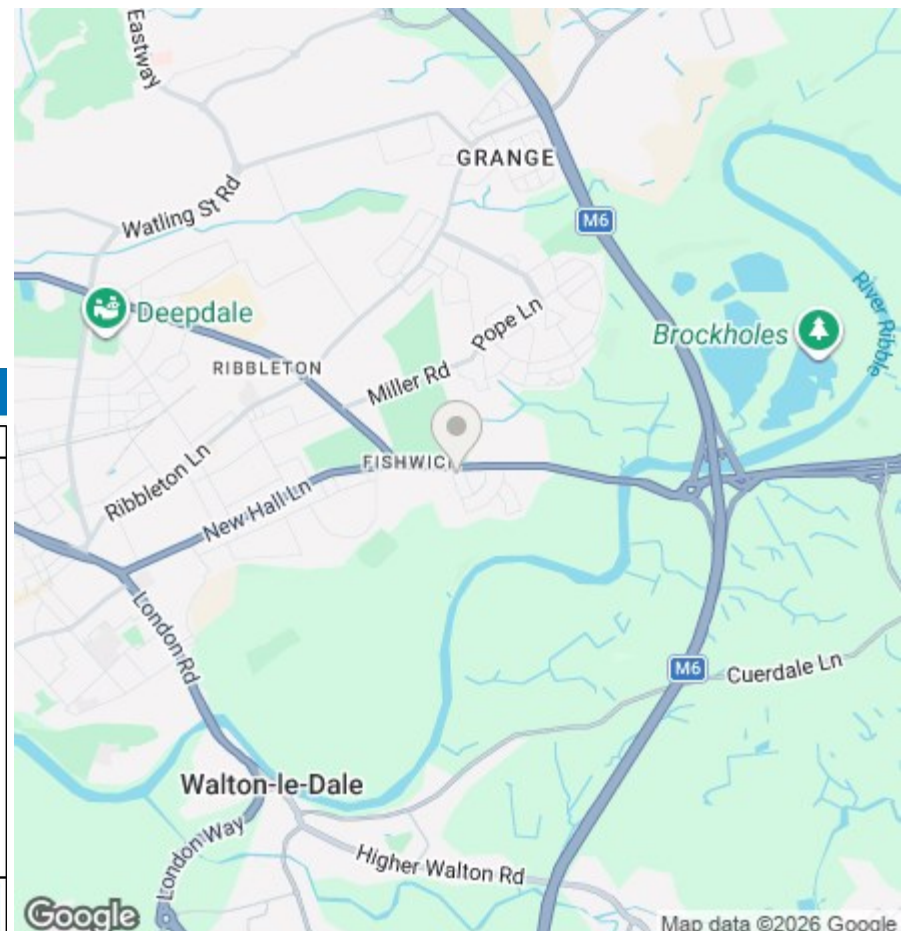 Eastway
GRANGE
Watling St Rd
M6
Deepdale
Pope Ln
River Ribble
Brockholes
RIBBLETON
Miller Rd
FISHWICK
Ribbleton Ln
New Hall Ln
London Rd
M6
Cuerdale Ln
Walton-le-Dale
London Way
Higher Walton Rd
Google
Map data ©2026 Google